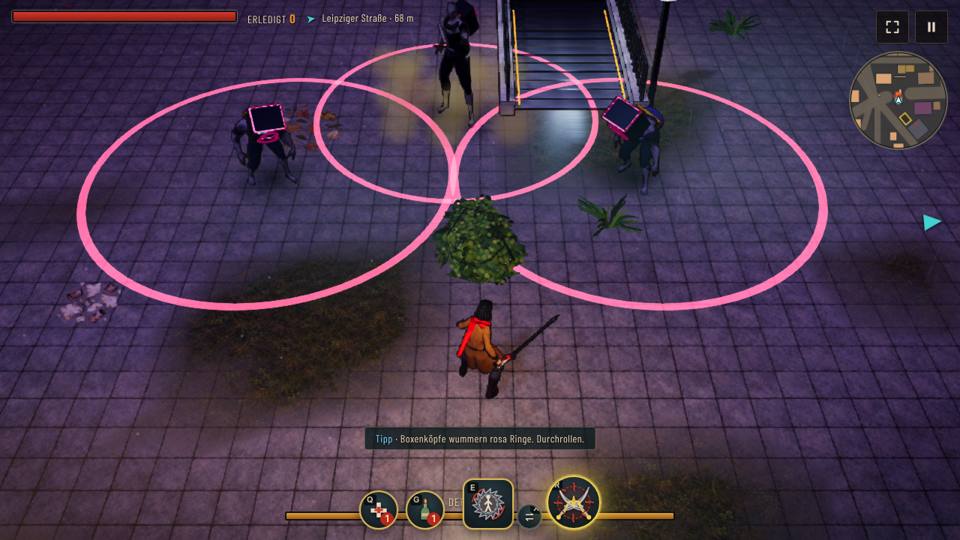 ERLEDIGT 0
Leipziger Straße · 68 m
Tipp · Boxenköpfe wummern rosa Ringe. Durchrollen.
Q
1
G
1
E